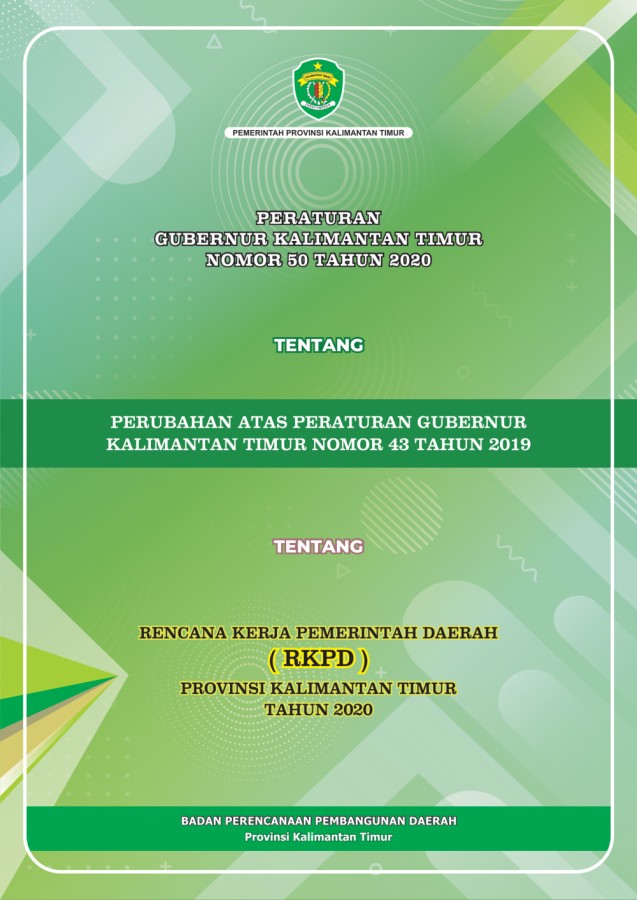 PEMERINTAH PROVINSI KALIMANTAN TIMUR
PERATURAN
GUBERNUR KALIMANTAN TIMUR
NOMOR 50 TAHUN 2020
TENTANG
PERUBAHAN ATAS PERATURAN GUBERNUR
KALIMANTAN TIMUR NOMOR 43 TAHUN 2019
TENTANG
RENCANA KERJA PEMERINTAH DAERAH
( RKPD )
PROVINSI KALIMANTAN TIMUR
TAHUN 2020
BADAN PERENCANAAN PEMBANGUNAN DAERAH
Provinsi Kalimantan Timur